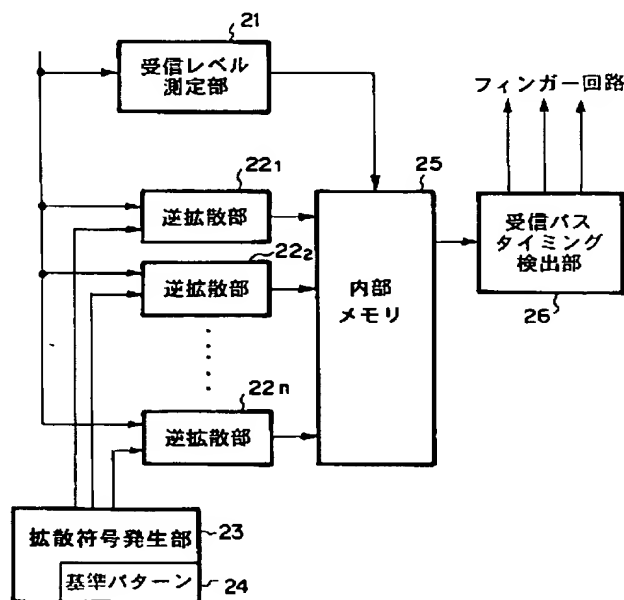 21
受信レベル
測定部
フィンガー回路
22₁
25
逆拡散部
受信パス
タイミング
検出部
22₂
逆拡散部
内部
メモリ
26
22n
逆拡散部
拡散符号発生部
23
基準パターン
24